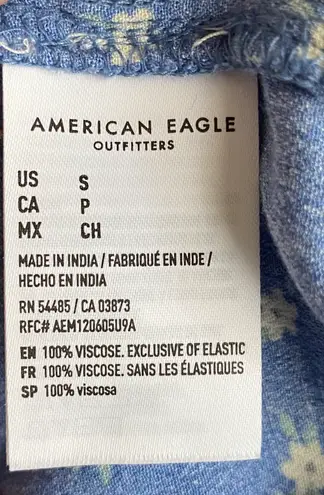 AMERICAN EAGLE
OUTFITTERS
US S
CA P
MX CH
MADE IN INDIA / FABRIQUÉ EN INDE /
HECHO EN INDIA
RN 54485 / CA 03873
RFC# AEM120605U9A
EN 100% VISCOSE. EXCLUSIVE OF ELASTIC
FR 100% VISCOSE. SANS LES ÉLASTIQUES
SP 100% viscosa